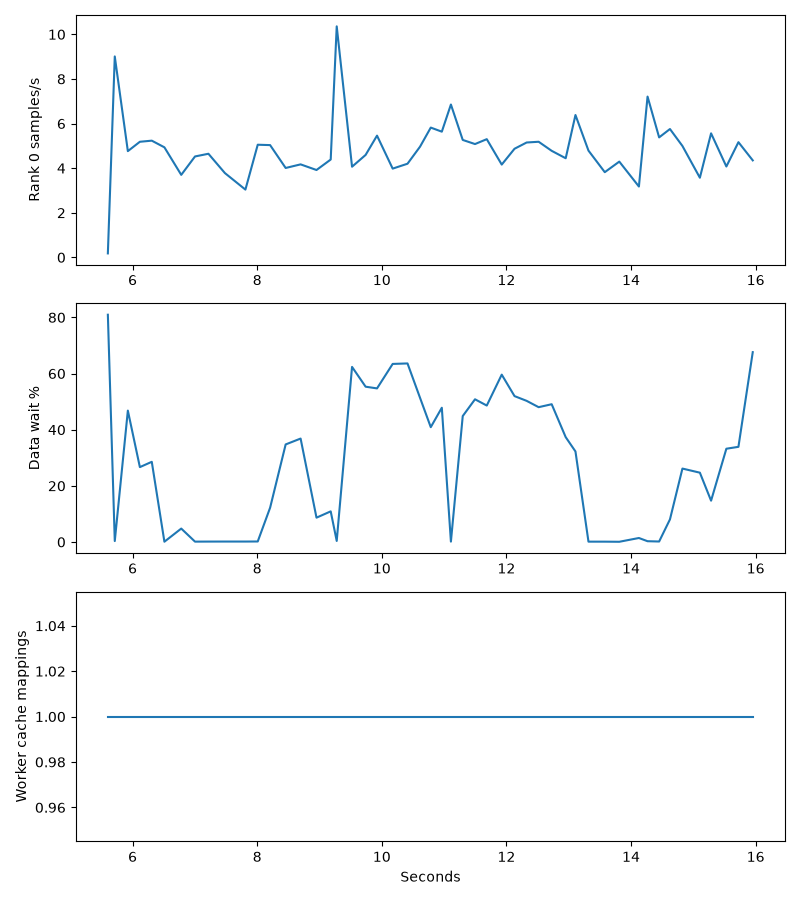 Rank 0 samples/s
10
8
6
4
2
0
6 8 10 12 14 16
Data wait %
80
60
40
20
0
6 8 10 12 14 16
Worker cache mappings
1.04
1.02
1.00
0.98
0.96
6 8 10 12 14 16
Seconds